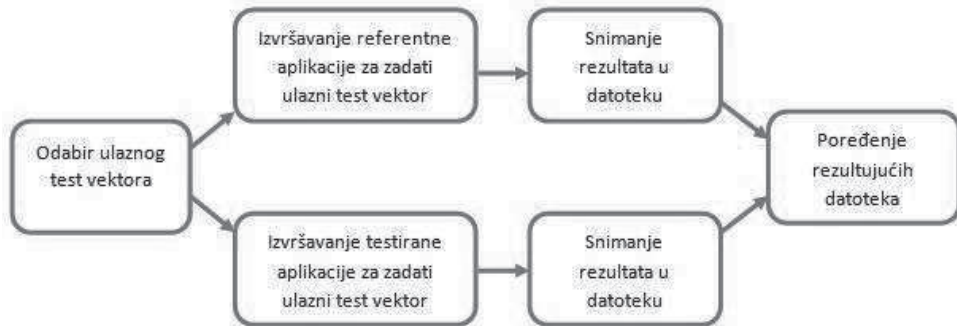 Odabir ulaznog
test vektora
Izvršavanje referentne
aplikacije za zadati
ulazni test vektor
Snimanje
rezultata u
datoteku
Izvršavanje testirane
aplikacije za zadati
ulazni test vektor
Snimanje
rezultata u
datoteku
Poređenje
rezultujućih
datoteka